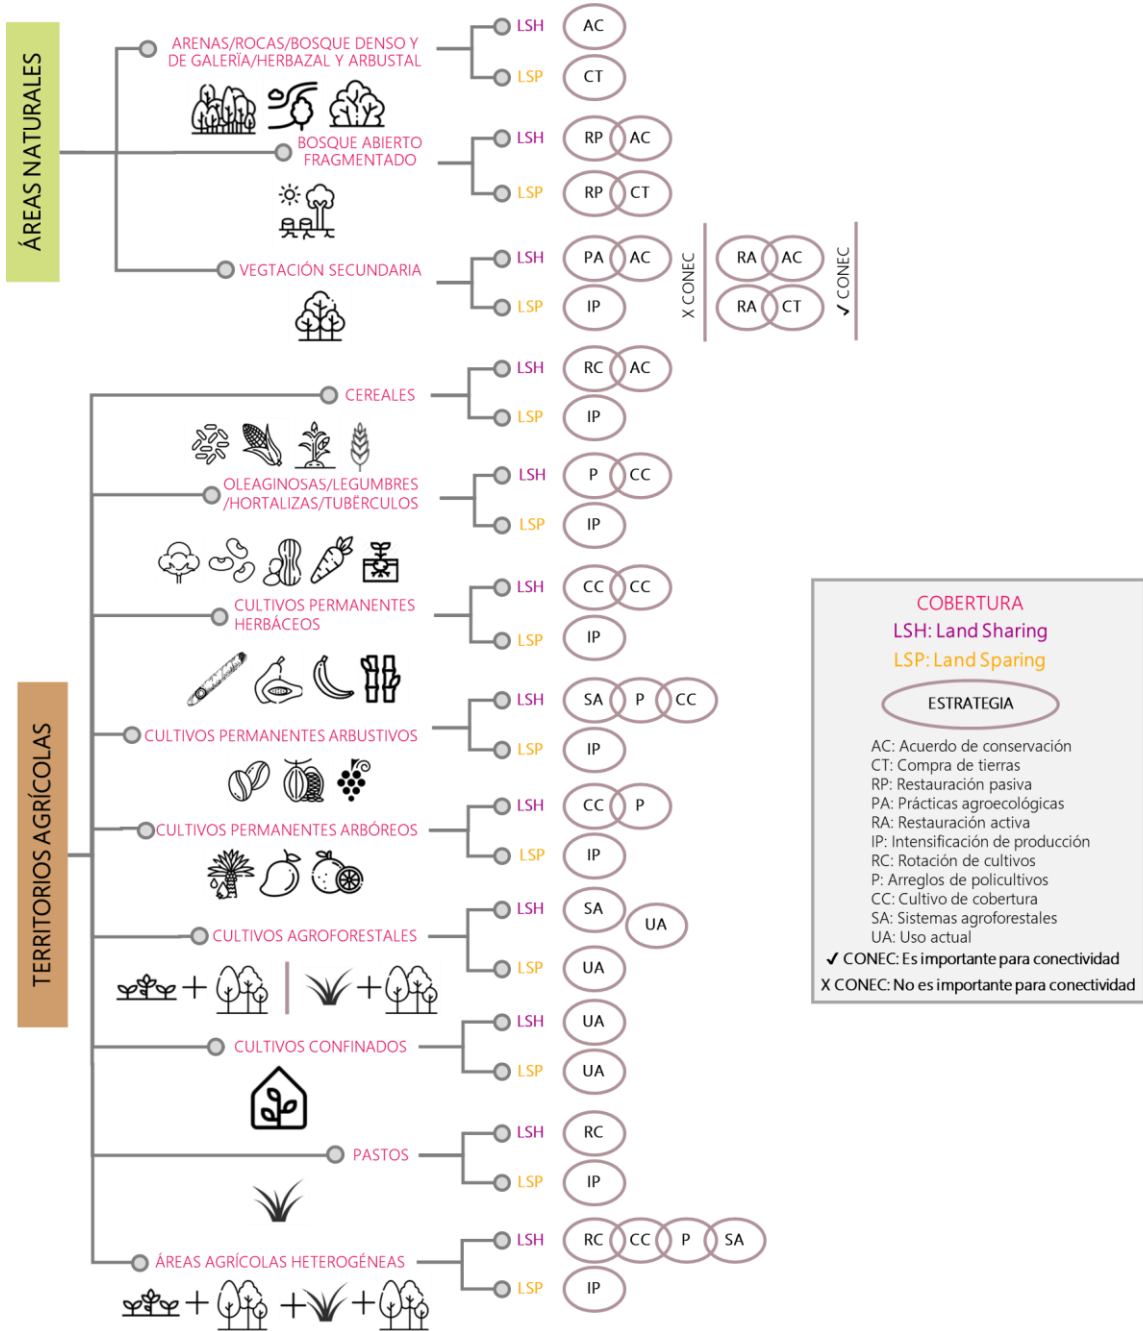 ÁREAS NATURALES
ARENAS/ROCAS/BOSQUE DENSO Y
DE GALERÏA/HERBAZAL Y ARBUSTAL
LSH
AC
LSP
CT
BOSQUE ABIERTO
FRAGMENTADO
LSH
RP AC
LSP
RP CT
VEGTACIÓN SECUNDARIA
LSH
PA AC
LSP
IP
X CONEC
RA AC
RA CT
✓ CONEC
TERRITORIOS AGRÍCOLAS
CEREALES
LSH
RC AC
LSP
IP
OLEAGINOSAS/LEGUMBRES
/HORTALIZAS/TUBËRCULOS
LSH
P CC
LSP
IP
CULTIVOS PERMANENTES
HERBÁCEOS
LSH
CC CC
LSP
IP
CULTIVOS PERMANENTES ARBUSTIVOS
LSH
SA P CC
LSP
IP
CULTIVOS PERMANENTES ARBÓREOS
LSH
CC P
LSP
IP
CULTIVOS AGROFORESTALES
LSH
SA
UA
LSP
UA
CULTIVOS CONFINADOS
LSH
UA
LSP
UA
PASTOS
LSH
RC
LSP
IP
ÁREAS AGRÍCOLAS HETEROGÉNEAS
LSH
RC CC P SA
LSP
IP
COBERTURA
LSH: Land Sharing
LSP: Land Sparing
ESTRATEGIA
AC: Acuerdo de conservación
CT: Compra de tierras
RP: Restauración pasiva
PA: Prácticas agroecológicas
RA: Restauración activa
IP: Intensificación de producción
RC: Rotación de cultivos
P: Arreglos de policultivos
CC: Cultivo de cobertura
SA: Sistemas agroforestales
UA: Uso actual
✓ CONEC: Es importante para conectividad
X CONEC: No es importante para conectividad